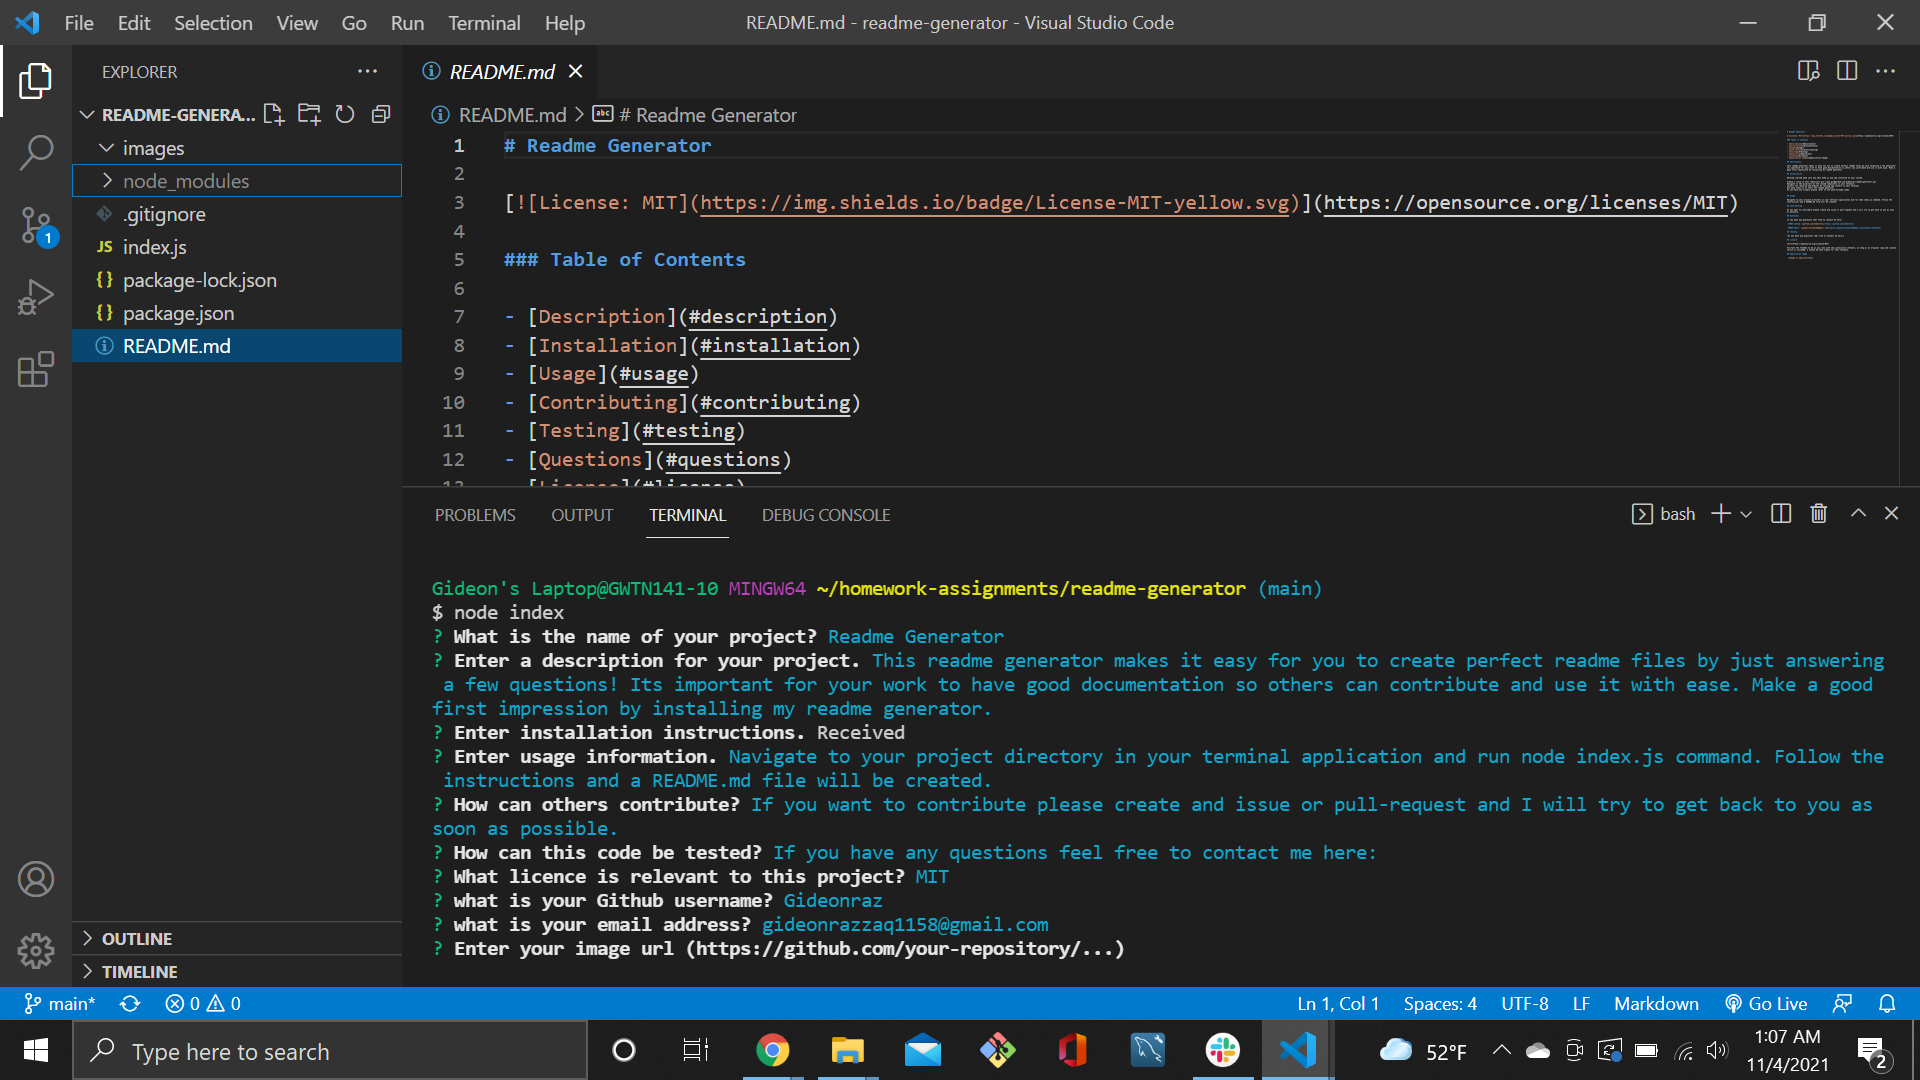 File Edit Selection View Go Run Terminal Help
README.md - readme-generator - Visual Studio Code
EXPLORER
README-GENERA...
images
node_modules
.gitignore
JS index.js
{} package-lock.json
{} package.json
README.md
OUTLINE
TIMELINE
README.md
README.md > # Readme Generator
1 # Readme Generator
2
3 [![License: MIT](https://img.shields.io/badge/License-MIT-yellow.svg)](https://opensource.org/licenses/MIT)
4
5 ### Table of Contents
6
7 - [Description](#description)
8 - [Installation](#installation)
9 - [Usage](#usage)
10 - [Contributing](#contributing)
11 - [Testing](#testing)
12 - [Questions](#questions)
13 - [License](#license)
PROBLEMS OUTPUT TERMINAL DEBUG CONSOLE
bash
Gideon's Laptop@GWTN141-10 MINGW64 ~/homework-assignments/readme-generator (main)
$ node index
? What is the name of your project? Readme Generator
? Enter a description for your project. This readme generator makes it easy for you to create perfect readme files by just answering
a few questions! Its important for your work to have good documentation so others can contribute and use it with ease. Make a good
first impression by installing my readme generator.
? Enter installation instructions. Received
? Enter usage information. Navigate to your project directory in your terminal application and run node index.js command. Follow the
instructions and a README.md file will be created.
? How can others contribute? If you want to contribute please create and issue or pull-request and I will try to get back to you as
soon as possible.
? How can this code be tested? If you have any questions feel free to contact me here:
? What licence is relevant to this project? MIT
? what is your Github username? Gideonraz
? what is your email address? gideonrazzaq1158@gmail.com
? Enter your image url (https://github.com/your-repository/...)
1
main* 0 0
Ln 1, Col 1 Spaces: 4 UTF-8 LF Markdown Go Live
Type here to search
52°F
1:07 AM
11/4/2021
2